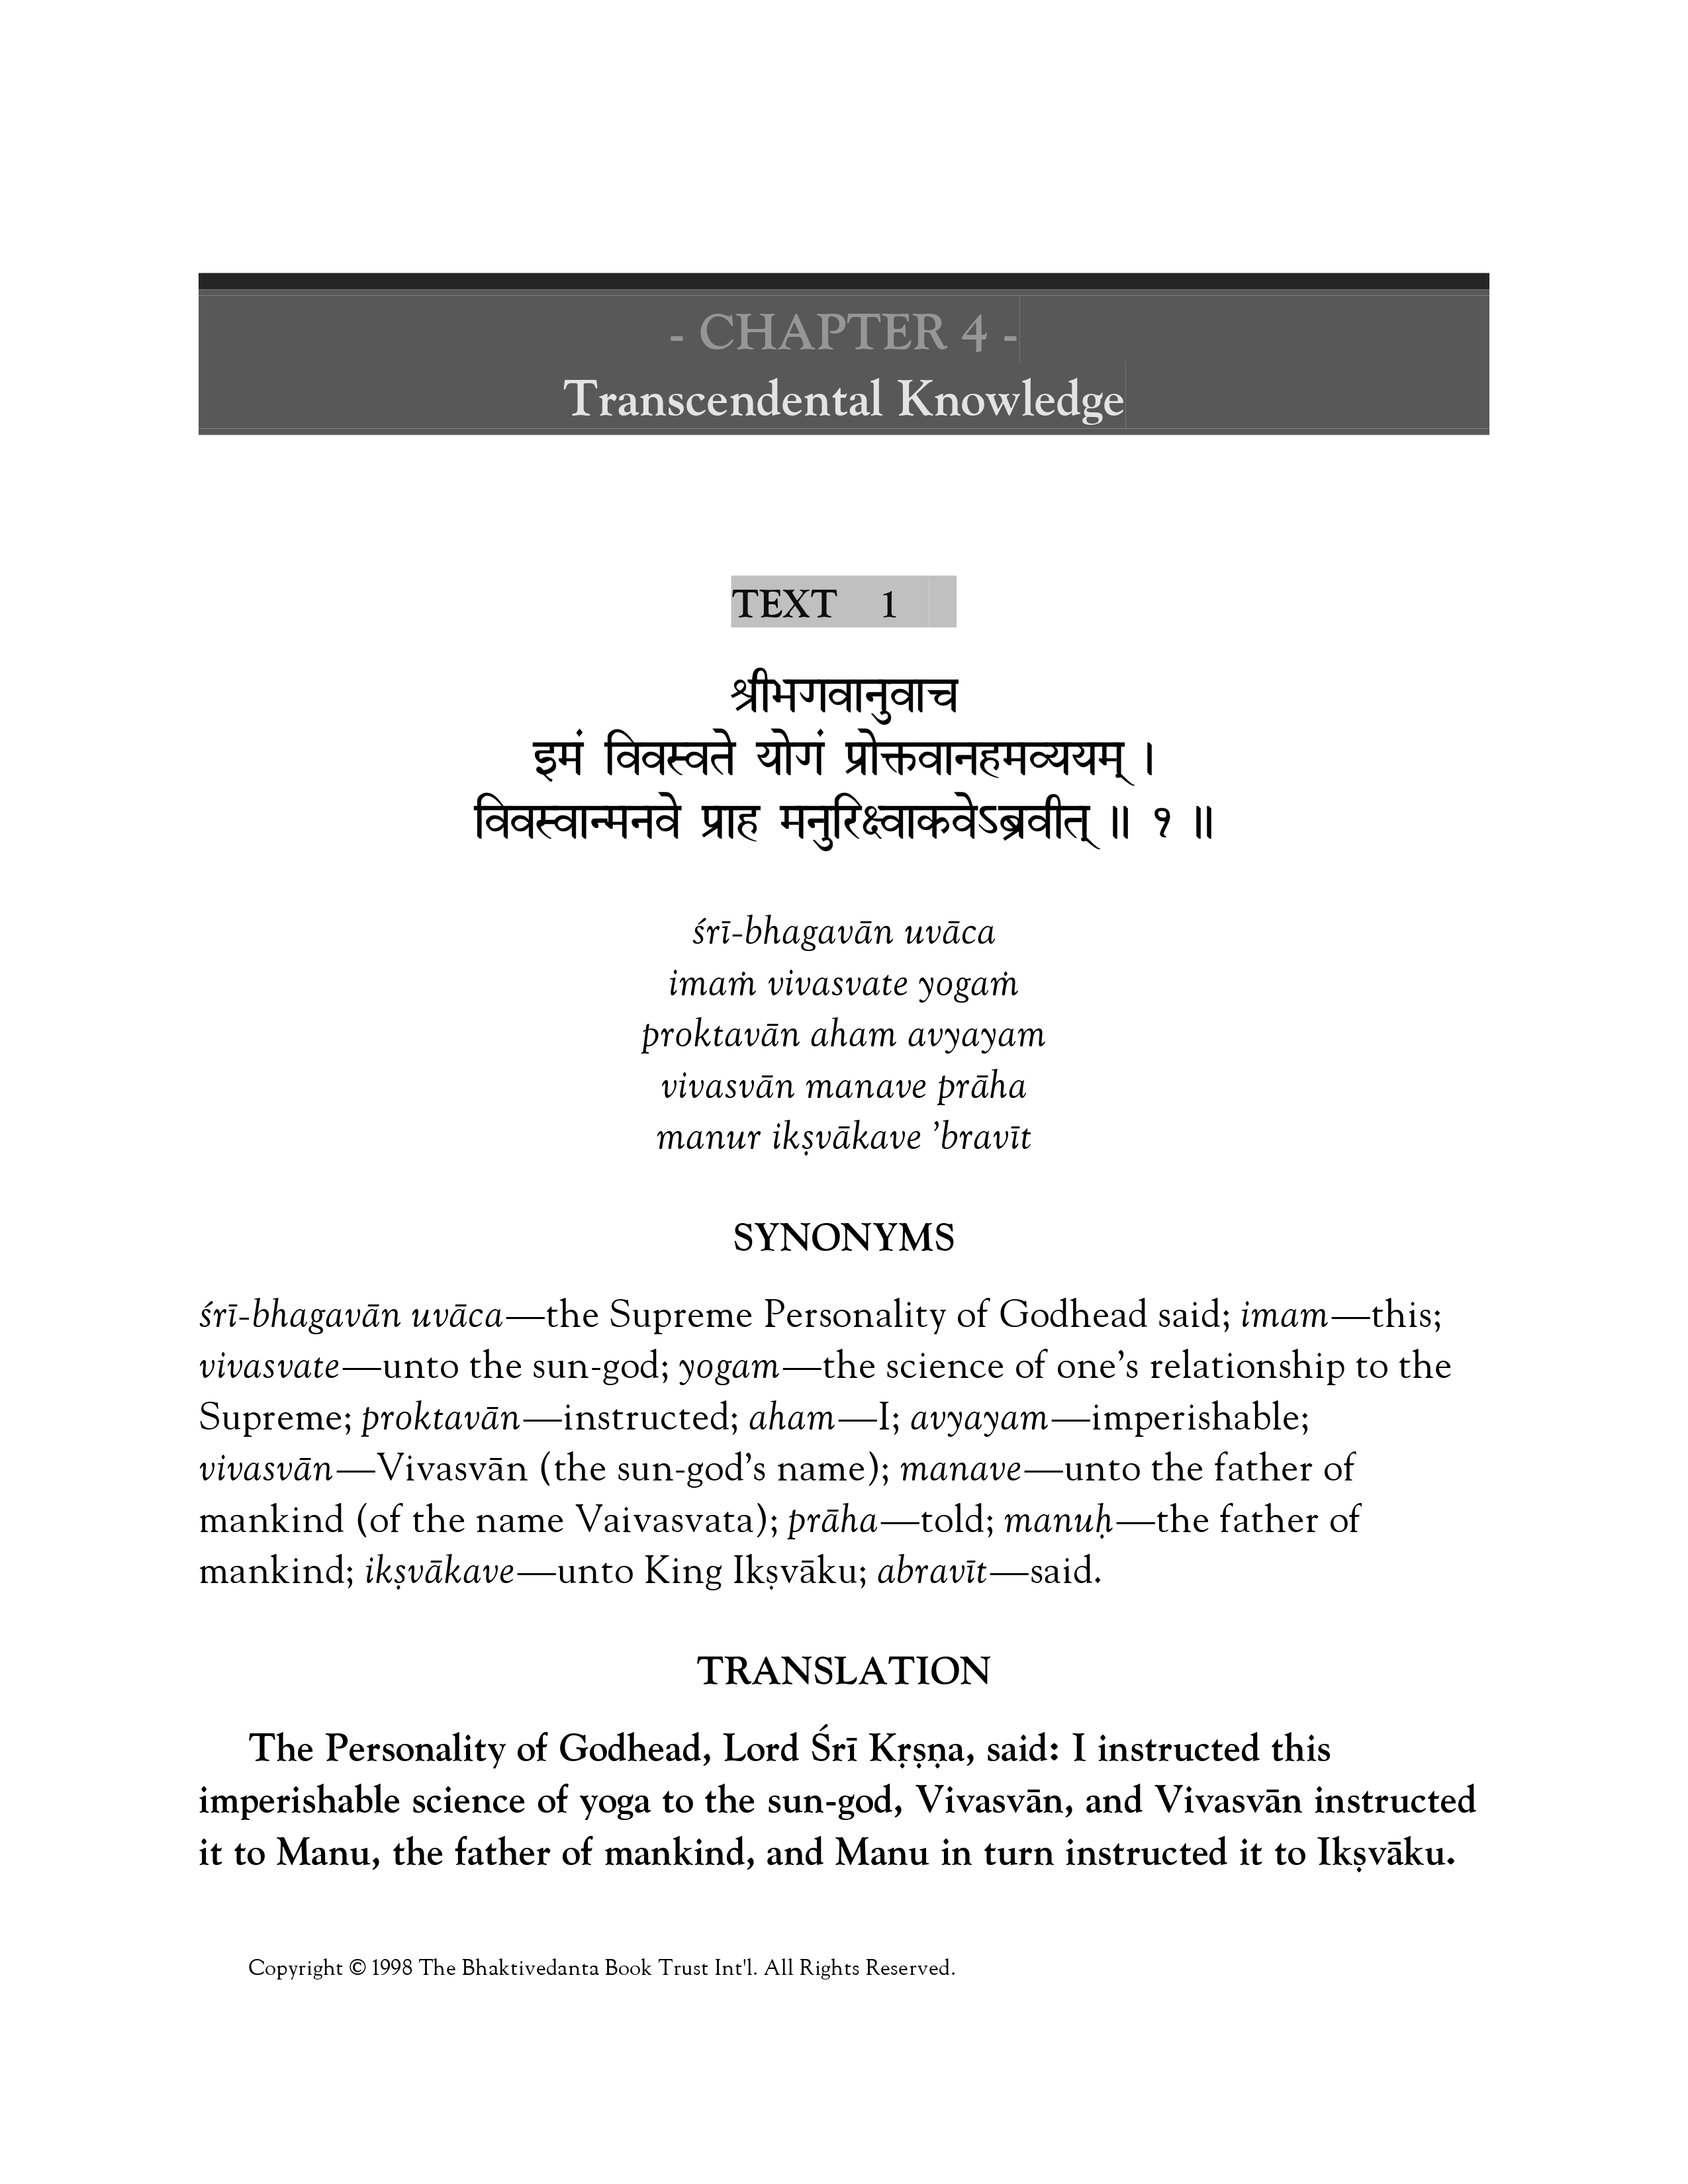 - CHAPTER 4 -
Transcendental Knowledge
TEXT 1
श्रीभगवानुवाच
इमं विवस्वते योगं प्रोक्तवानहमव्ययम् ।
विवस्वान्मनवे प्राह मनुरिक्ष्वाकवेऽब्रवीत् ॥ १ ॥
śrī-bhagavān uvāca
imaṁ vivasvate yogaṁ
proktavān aham avyayam
vivasvān manave prāha
manur ikṣvākave ’bravīt
SYNONYMS
śrī-bhagavān uvāca—the Supreme Personality of Godhead said; imam—this;
vivasvate—unto the sun-god; yogam—the science of one’s relationship to the
Supreme; proktavān—instructed; aham—I; avyayam—imperishable;
vivasvān—Vivasvān (the sun-god’s name); manave—unto the father of
mankind (of the name Vaivasvata); prāha—told; manuḥ—the father of
mankind; ikṣvākave—unto King Ikṣvāku; abravīt—said.
TRANSLATION
The Personality of Godhead, Lord Śrī Kṛṣṇa, said: I instructed this
imperishable science of yoga to the sun-god, Vivasvān, and Vivasvān instructed
it to Manu, the father of mankind, and Manu in turn instructed it to Ikṣvāku.
Copyright © 1998 The Bhaktivedanta Book Trust Int'l. All Rights Reserved.